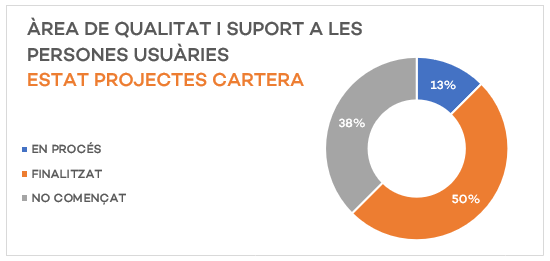 ÀREA DE QUALITAT I SUPORT A LES
PERSONES USUÀRIES
ESTAT PROJECTES CARTERA
13%
38%
EN PROCÉS
FINALITZAT
NO COMENÇAT
50%